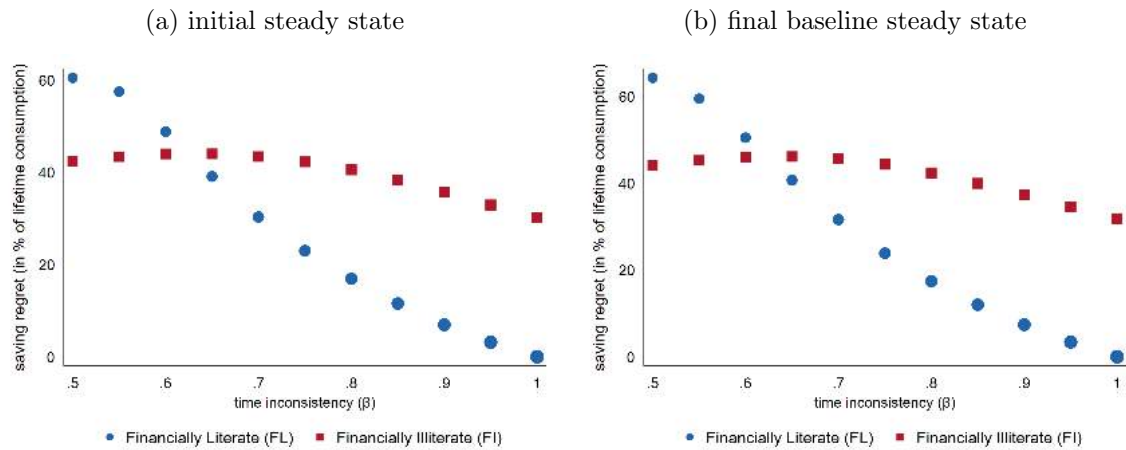 (a) initial steady state
saving regret (in % of lifetime consumption)
60
40
20
0
.5 .6 .7 .8 .9 1
time inconsistency (β)
Financially Literate (FL) Financially Illiterate (FI)
(b) final baseline steady state
saving regret (in % of lifetime consumption)
60
40
20
0
.5 .6 .7 .8 .9 1
time inconsistency (β)
Financially Literate (FL) Financially Illiterate (FI)